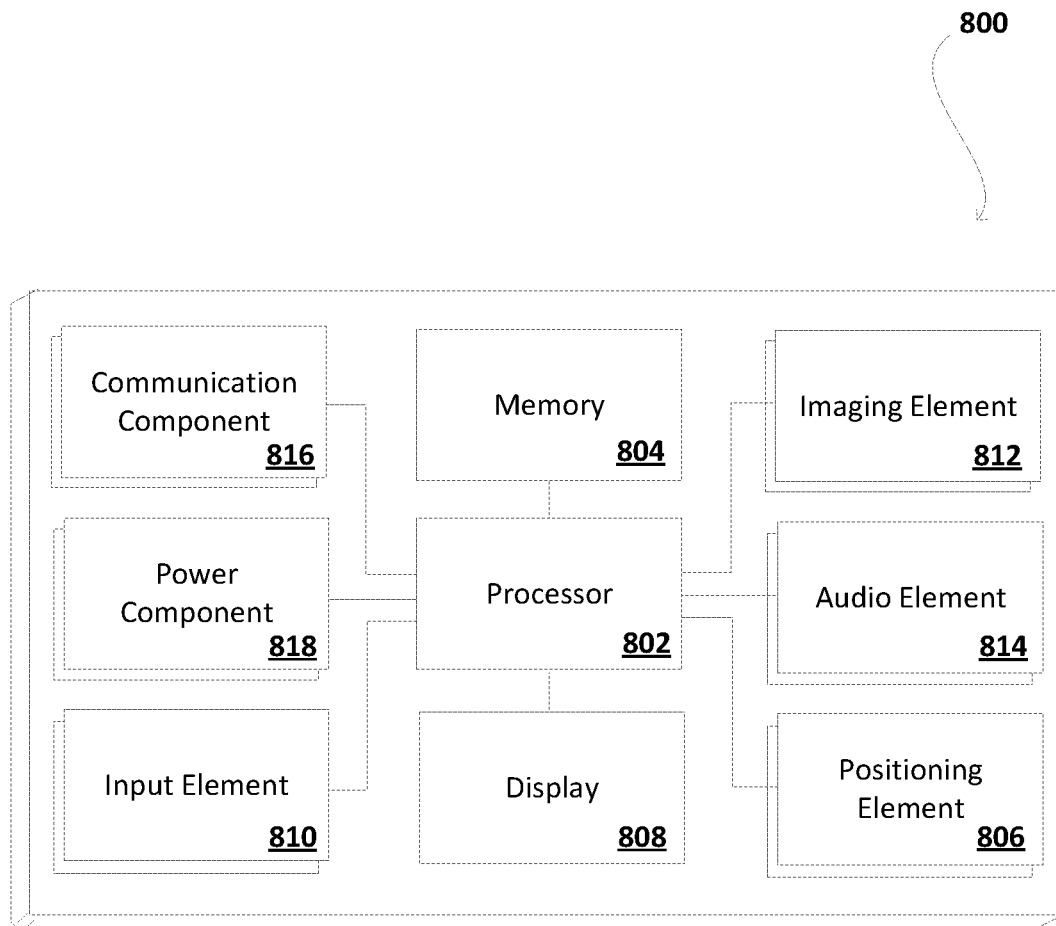 800
Communication
Component
816
Memory
804
Imaging Element
812
Power
Component
818
Processor
802
Audio Element
814
Input Element
810
Display
808
Positioning
Element
806